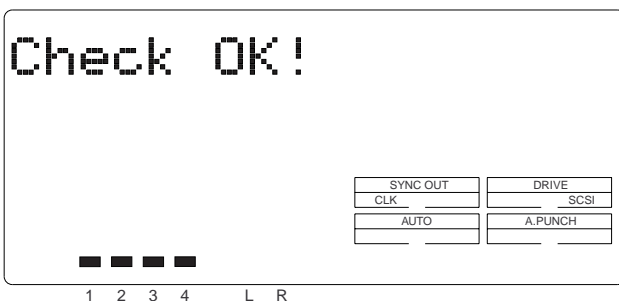 Check OK!
SYNC OUT DRIVE
CLK SCSI
AUTO A.PUNCH
1 2 3 4 L R